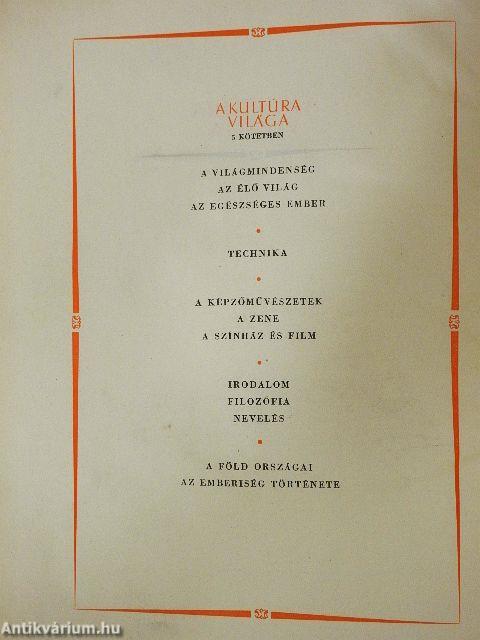 A KULTÚRA
VILÁGA
5 KÖTETBEN
A VILÁGMINDENSÉG
AZ ÉLŐ VILÁG
AZ EGÉSZSÉGES EMBER
TECHNIKA
A KÉPZŐMŰVÉSZETEK
A ZENE
A SZÍNHÁZ ÉS FILM
IRODALOM
FILOZÓFIA
NEVELÉS
A FÖLD ORSZÁGAI
AZ EMBERISÉG TÖRTÉNETE
Antikvárium.hu